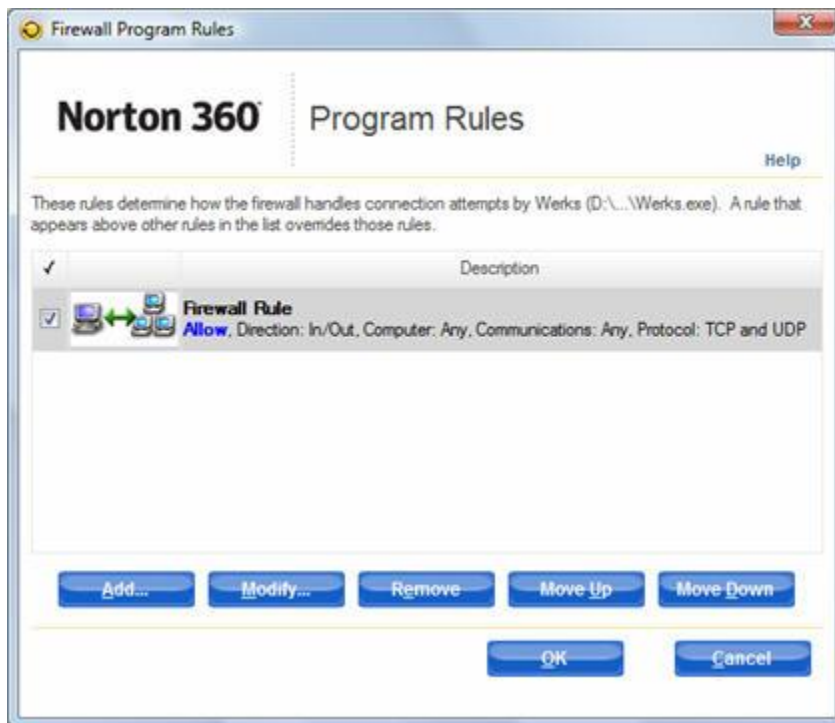 Firewall Program Rules
Norton 360
Program Rules
Help
These rules determine how the firewall handles connection attempts by Werks (D:\...\Werks.exe). A rule that
appears above other rules in the list overrides those rules.
Description
Firewall Rule
Allow, Direction: In/Out, Computer: Any, Communications: Any, Protocol: TCP and UDP
Add... Modify... Remove Move Up Move Down
OK Cancel